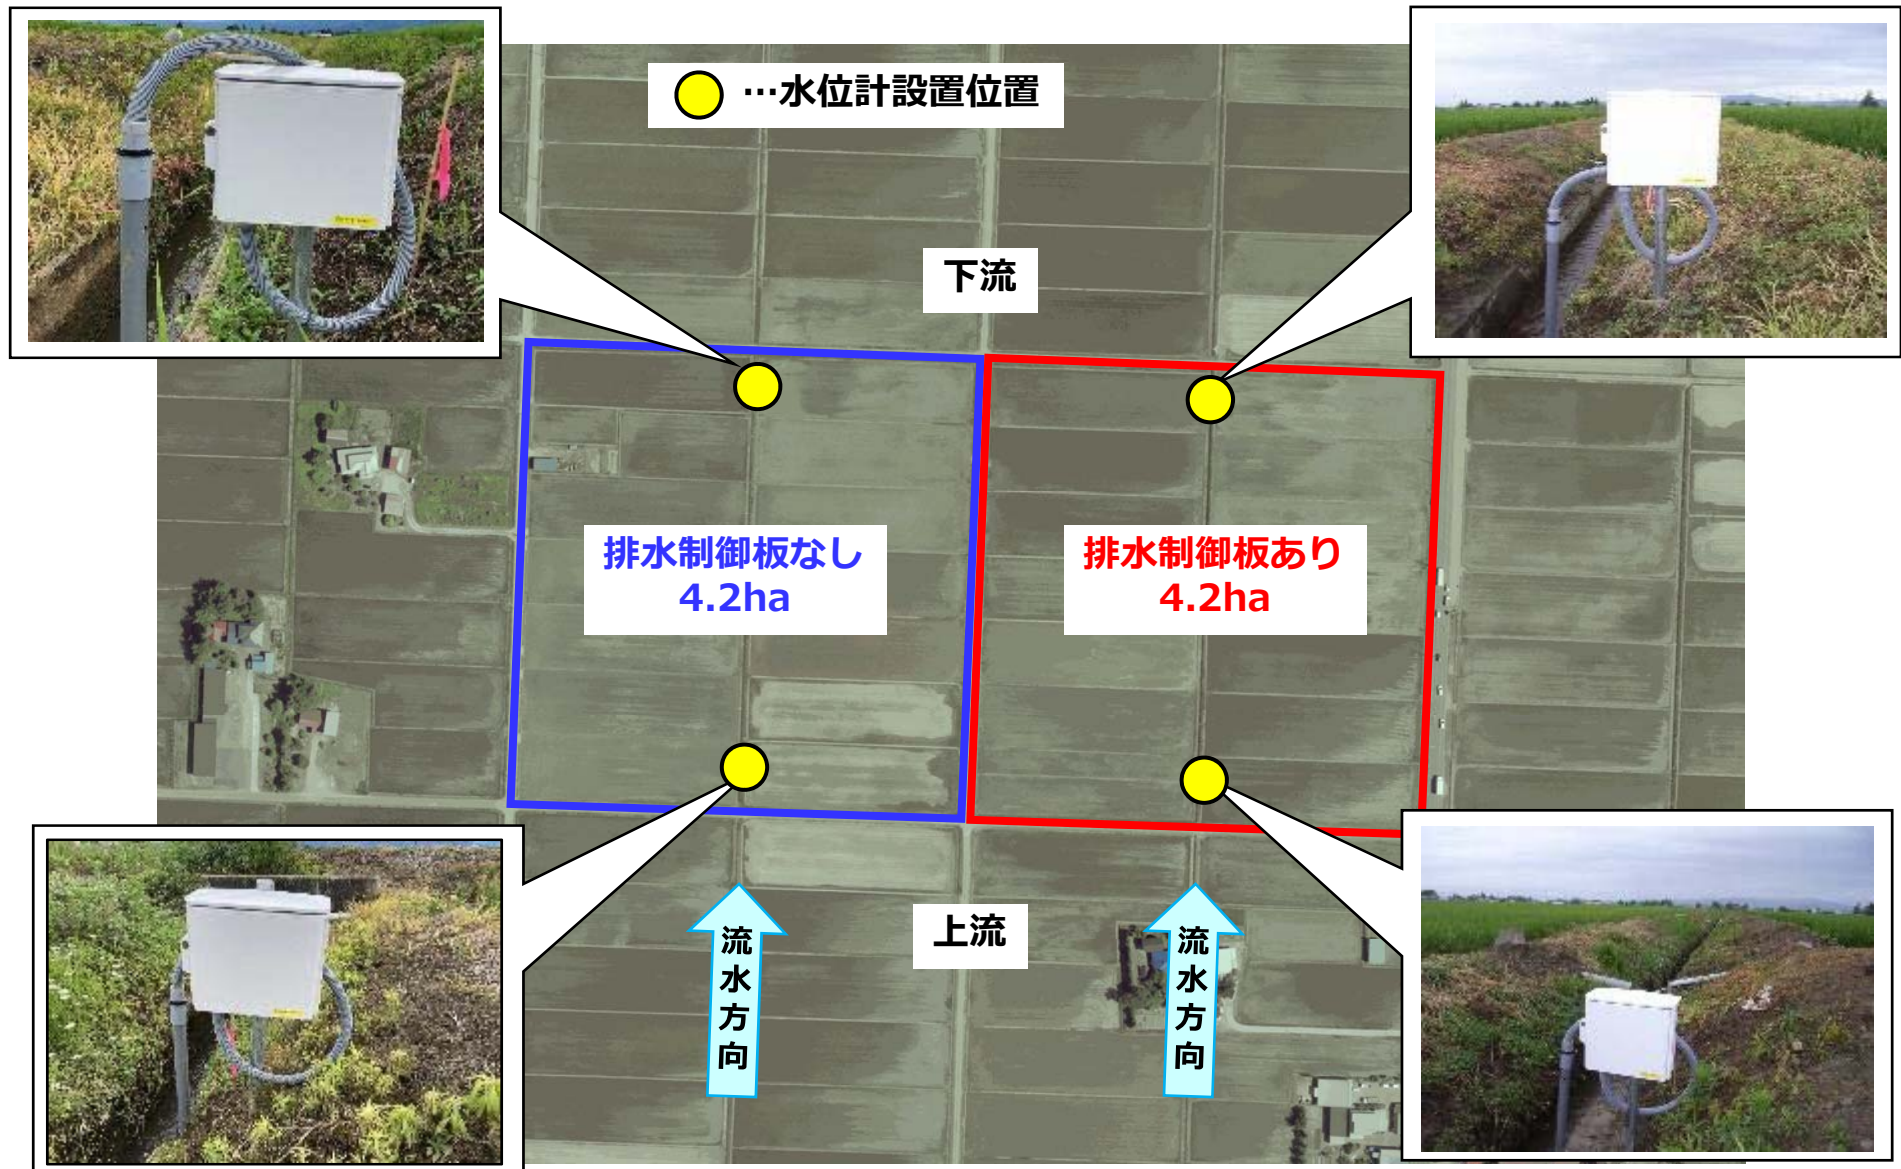 …水位計設置位置
下流
排水制御板なし
4.2ha
排水制御板あり
4.2ha
上流
流水方向
流水方向